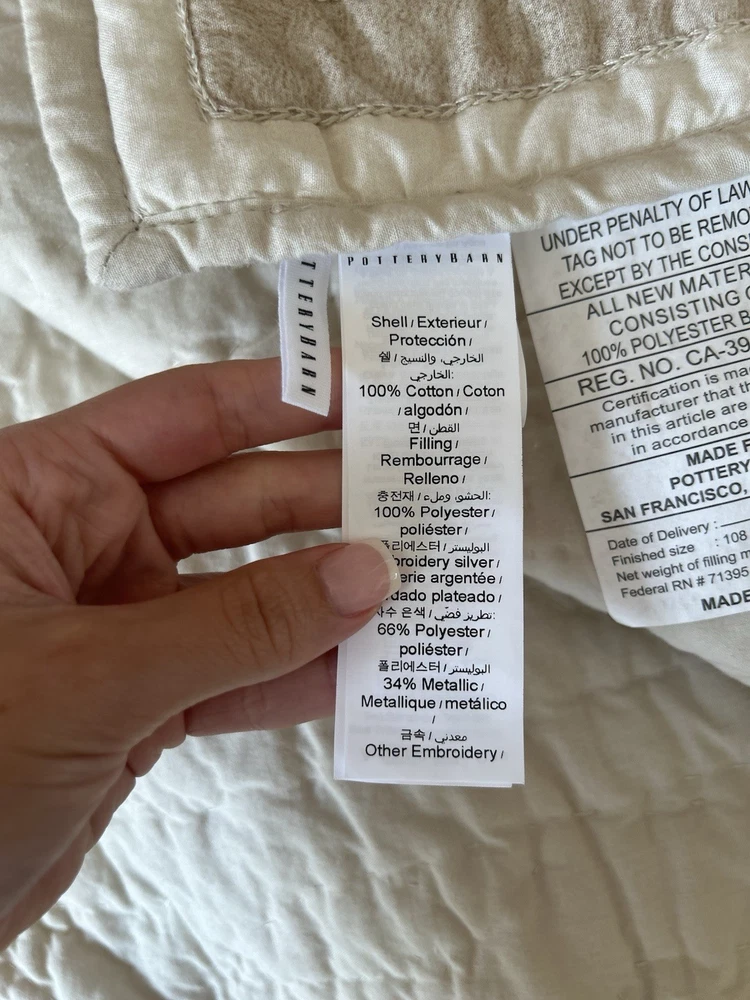 TTERYBARN
POTTERYBARN
Shell / Exterieur /
Protección /
쉘 / الخارجي، والنسيج
الخارجي:
100% Cotton / Coton
/ algodón /
면 / القطن
Filling /
Rembourrage /
Relleno /
충전재 / الحشو، وملء:
100% Polyester /
poliéster /
폴리에스터 / البوليستر
broidery silver /
erie argentée /
dado plateado /
자수 은색 / تطريز فضّي:
66% Polyester /
poliéster /
폴리에스터 / البوليستر
34% Metallic /
Metallique / metálico
/
금속 / معدني
Other Embroidery /
UNDER PENALTY OF LAW
TAG NOT TO BE REMO
EXCEPT BY THE CONS
ALL NEW MATER
CONSISTING
100% POLYESTER B
REG. NO. CA-39
Certification is ma
manufacturer that th
in this article are
in accordance
MADE F
POTTERY
SAN FRANCISCO,
Date of Delivery :
Finished size : 108
Net weight of filling m
Federal RN # 71395
MADE